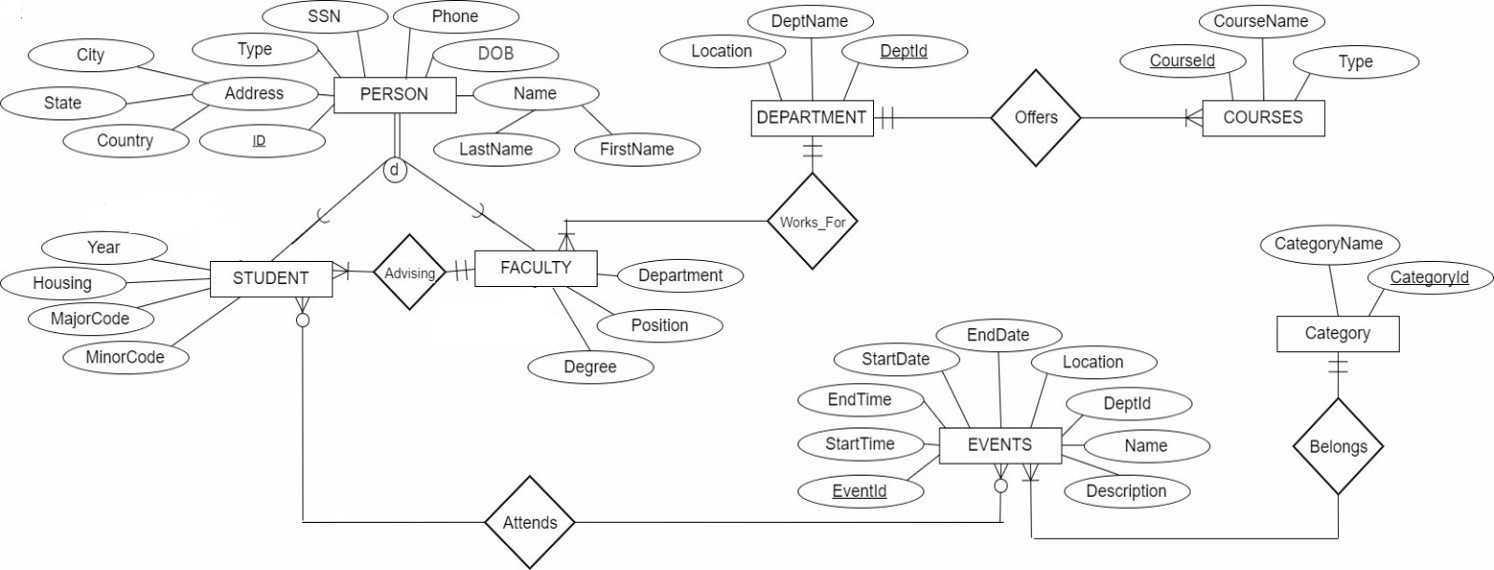 SSN
Phone
DeptName
CourseName
City
Type
DOB
Location
DeptId
CourseId
Type
State
Address
PERSON
Name
DEPARTMENT
Offers
COURSES
Country
ID
LastName
FirstName
d
Works_For
Year
CategoryName
Housing
STUDENT
Advising
FACULTY
Department
CategoryId
MajorCode
Position
MinorCode
Degree
EndDate
Category
StartDate
Location
EndTime
DeptId
StartTime
EVENTS
Name
Belongs
EventId
Description
Attends